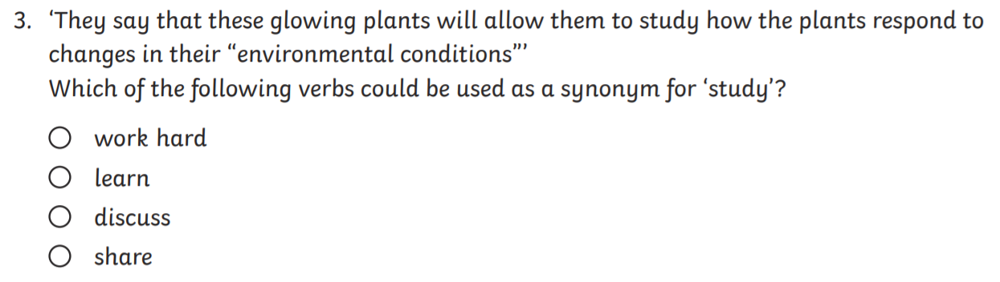 3. ‘They say that these glowing plants will allow them to study how the plants respond to
changes in their “environmental conditions”’
Which of the following verbs could be used as a synonym for ‘study’?
work hard
learn
discuss
share